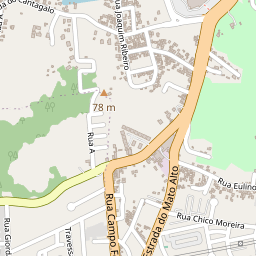 do Cantagalo
Rua Joaquim Ribeiro
78 m
Rua A
Rua Eulino
Estrada do Mato Alto
Rua Chico Moreira
Rua Campo F
Rua Giord
Travess